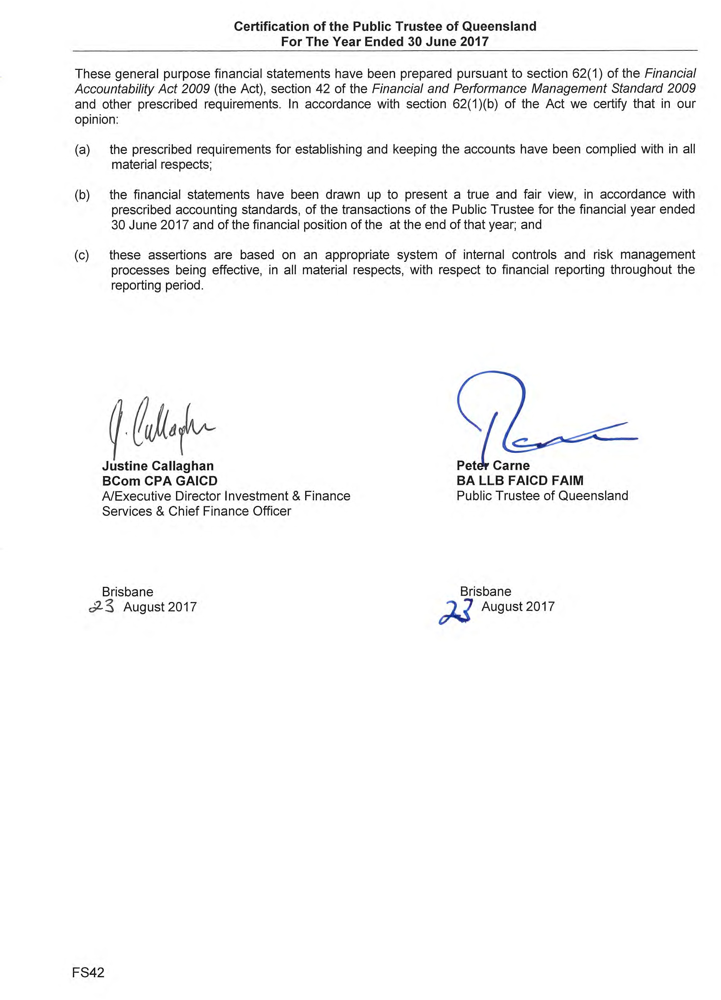 Certification of the Public Trustee of Queensland
For The Year Ended 30 June 2017
These general purpose financial statements have been prepared pursuant to section 62(1) of the Financial
Accountability Act 2009 (the Act), section 42 of the Financial and Performance Management Standard 2009
and other prescribed requirements. In accordance with section 62(1)(b) of the Act we certify that in our
opinion:
(a) the prescribed requirements for establishing and keeping the accounts have been complied with in all
material respects;
(b) the financial statements have been drawn up to present a true and fair view, in accordance with
prescribed accounting standards, of the transactions of the Public Trustee for the financial year ended
30 June 2017 and of the financial position of the at the end of that year; and
(c) these assertions are based on an appropriate system of internal controls and risk management
processes being effective, in all material respects, with respect to financial reporting throughout the
reporting period.
J. Callaghan
Justine Callaghan
BCom CPA GAICD
A/Executive Director Investment & Finance
Services & Chief Finance Officer
Peter Carne
BA LLB FAICD FAIM
Public Trustee of Queensland
Brisbane
23 August 2017
Brisbane
23 August 2017
FS42